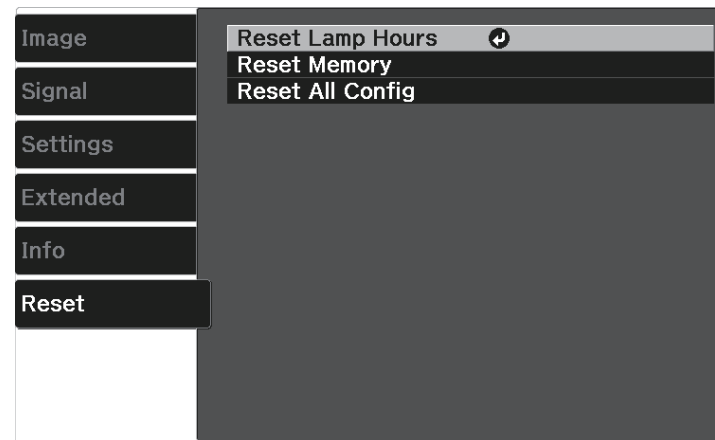 Image
Signal
Settings
Extended
Info
Reset
Reset Lamp Hours
Reset Memory
Reset All Config